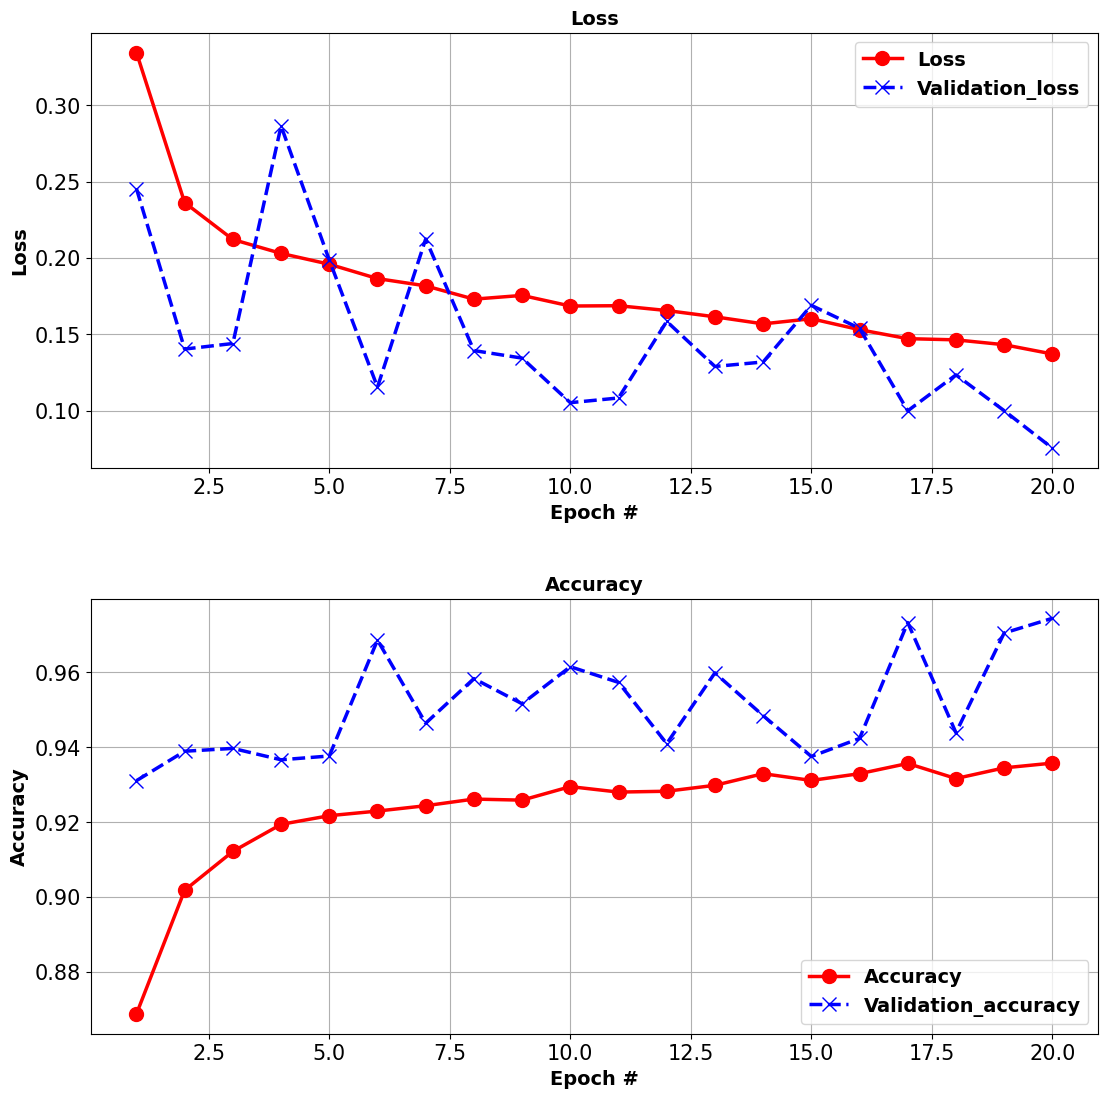 Loss
Loss
Validation_loss
0.30
0.25
0.20
0.15
0.10
Loss
2.5 5.0 7.5 10.0 12.5 15.0 17.5 20.0
Epoch #
Accuracy
0.96
0.94
0.92
0.90
0.88
Accuracy
Accuracy
Validation_accuracy
2.5 5.0 7.5 10.0 12.5 15.0 17.5 20.0
Epoch #